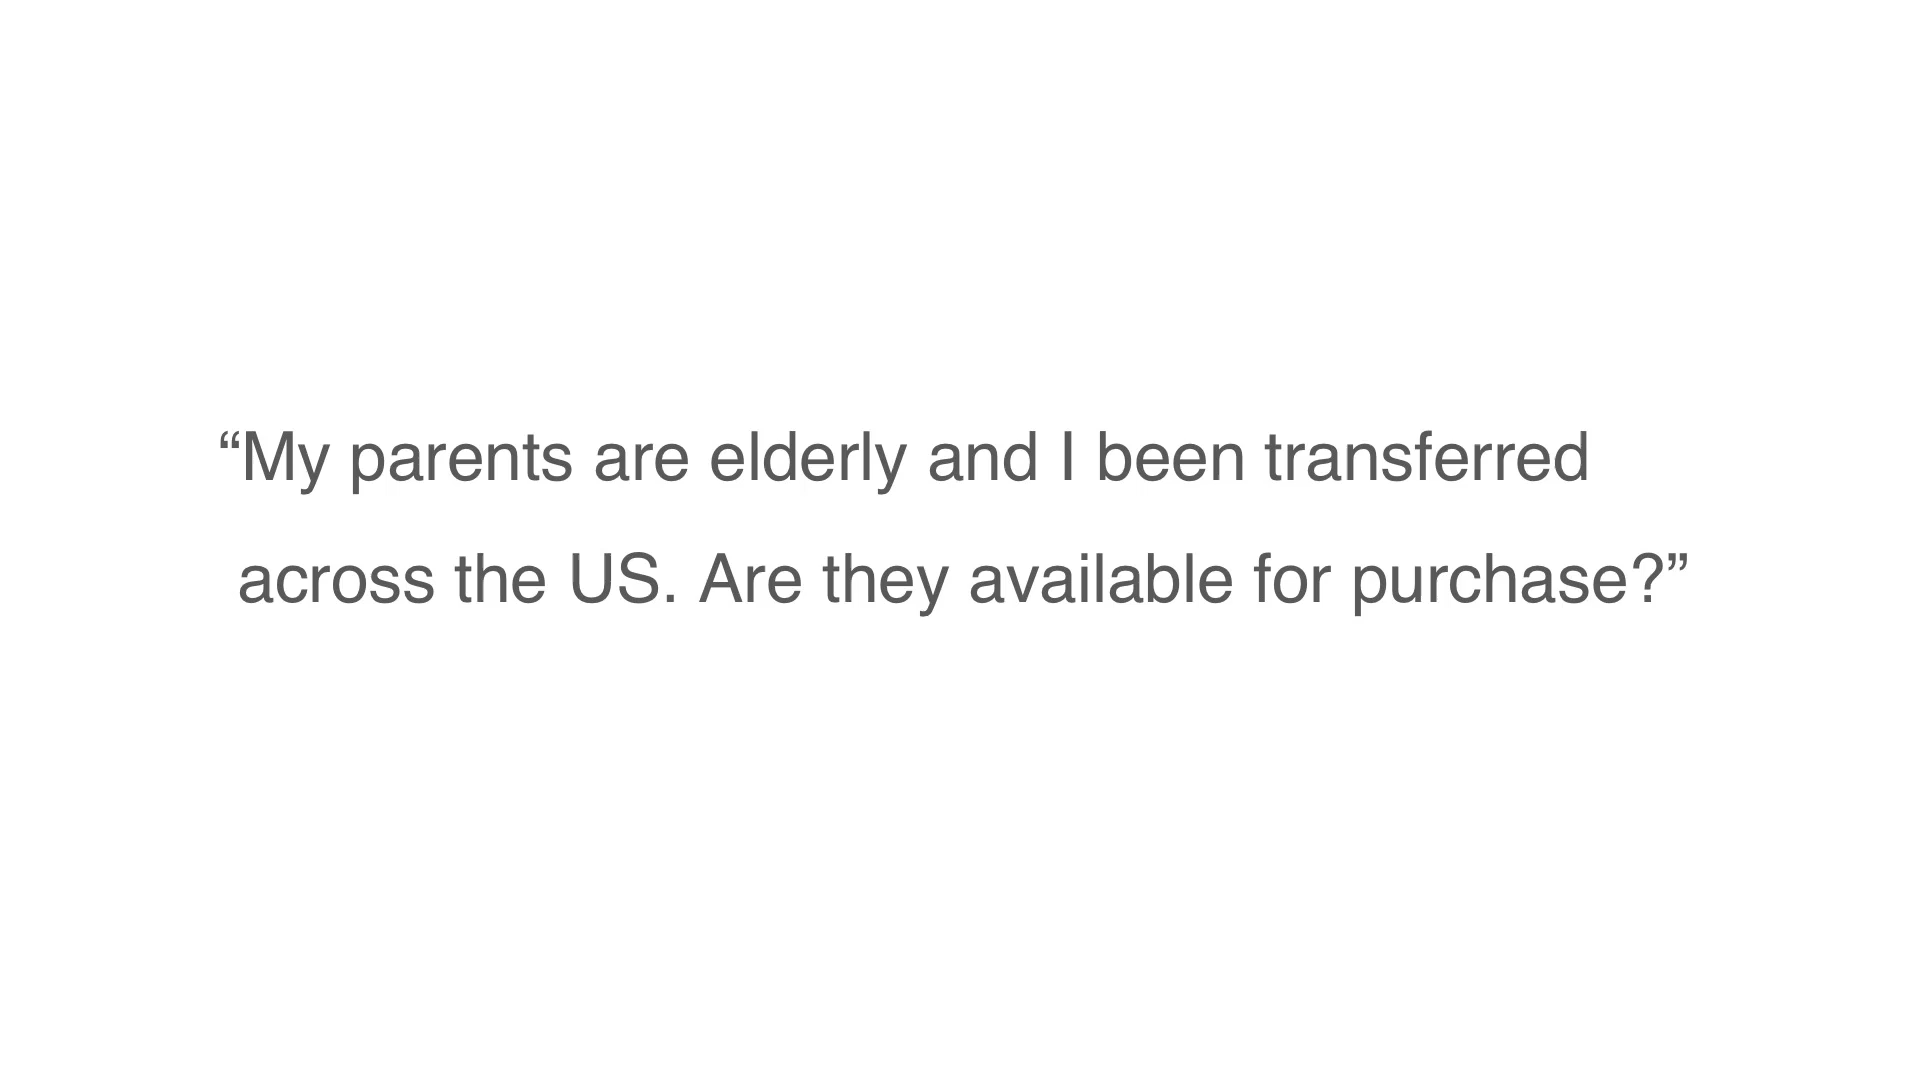 “My parents are elderly and I been transferred
across the US. Are they available for purchase?”